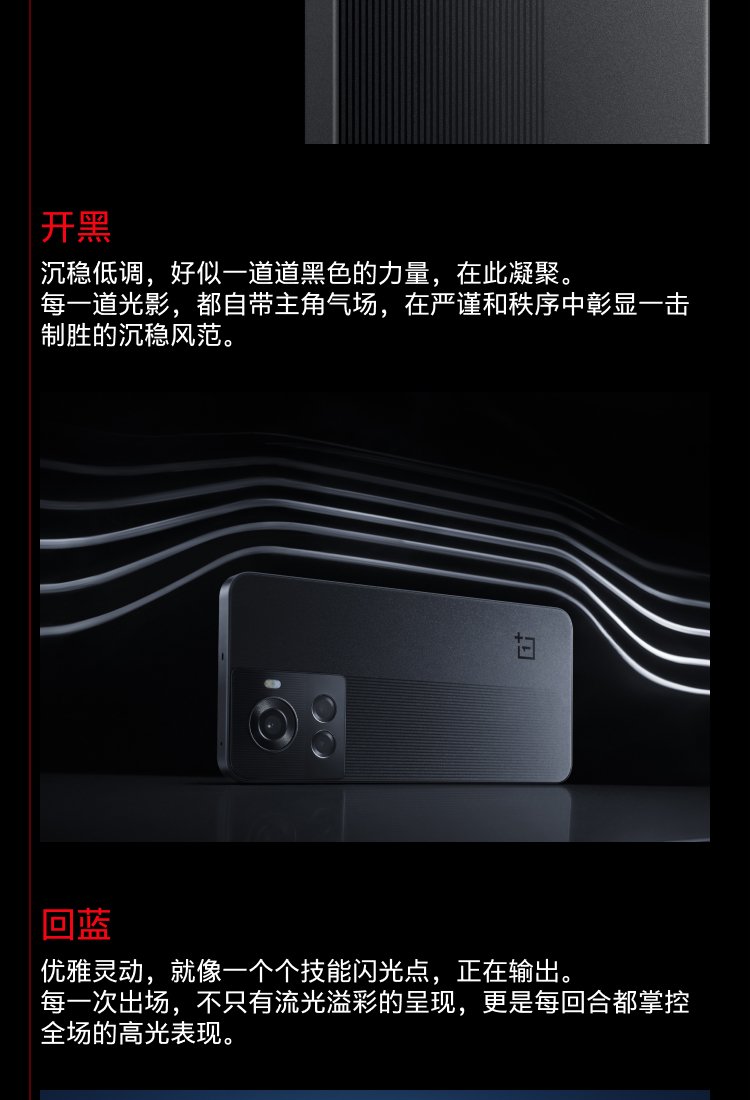 开黑
沉稳低调，好似一道道黑色的力量，在此凝聚。
每一道光影，都自带主角气场，在严谨和秩序中彰显一击
制胜的沉稳风范。
回蓝
优雅灵动，就像一个个技能闪光点，正在输出。
每一次出场，不只有流光溢彩的呈现，更是每回合都掌控
全场的高光表现。